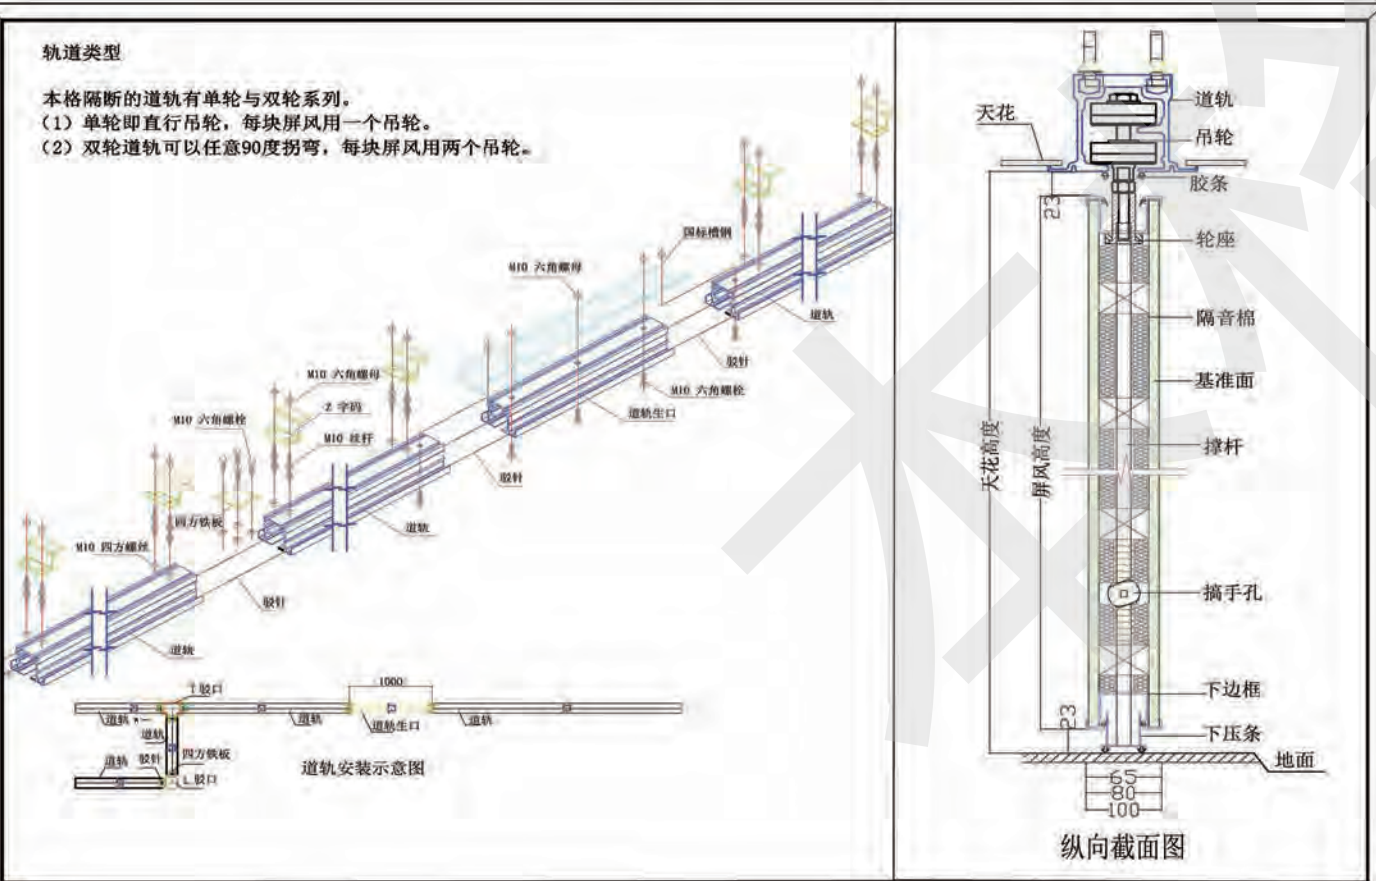 轨道类型
本格隔断的道轨有单轮与双轮系列。
（1）单轮即直行吊轮，每块屏风用一个吊轮。
（2）双轮道轨可以任意90度拐弯，每块屏风用两个吊轮。
国标槽钢
M10 六角螺母
道轨
驳针
M10 六角螺母
M10 六角螺栓
Z 字码
道轨生口
M10 六角螺栓
M10 丝杆
驳针
四方铁板
道轨
M10 四方螺丝
驳针
道轨
T 驳口
1000
道轨
道轨
道轨生口
道轨
道轨
四方铁板
道轨
驳针
L 驳口
道轨安装示意图
道轨
天花
吊轮
胶条
23
轮座
隔音棉
基准面
天花高度
屏风高度
撑杆
搞手孔
下边框
23
下压条
地面
65
80
100
纵向截面图